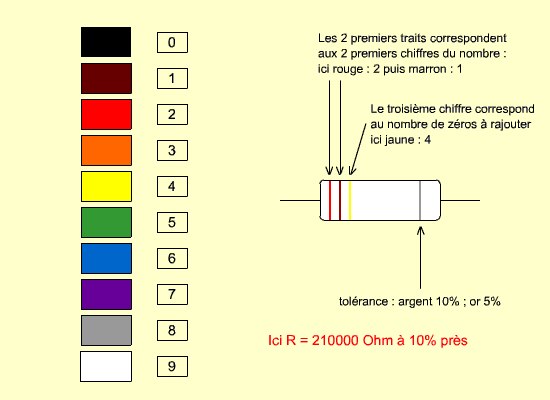 0
1
2
3
4
5
6
7
8
9
Les 2 premiers traits correspondent
aux 2 premiers chiffres du nombre :
ici rouge : 2 puis marron : 1
Le troisième chiffre correspond
au nombre de zéros à rajouter
ici jaune : 4
tolérance : argent 10% ; or 5%
Ici R = 210000 Ohm à 10% près